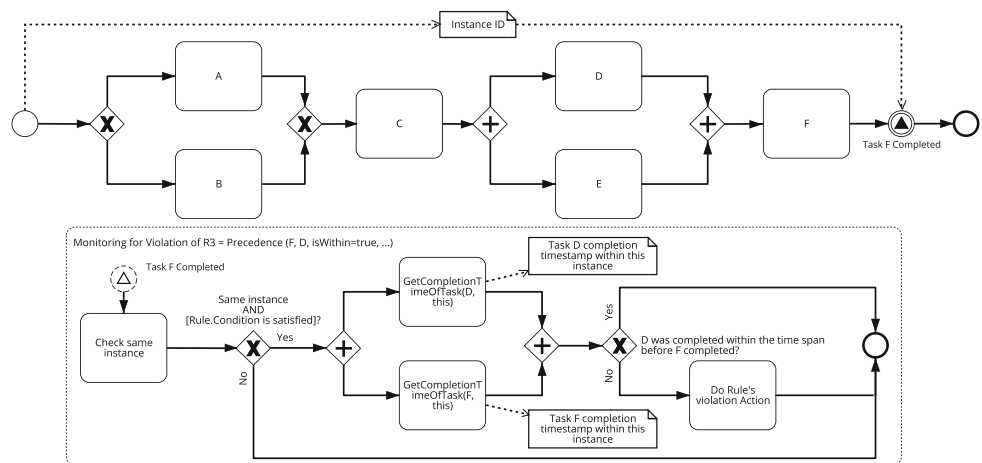 Instance ID
A
B
C
D
E
F
Task F Completed
Monitoring for Violation of R3 = Precedence (F, D, isWithin=true, ...)
Task F Completed
Check same
instance
Same instance
AND
[Rule.Condition is satisfied]?
Yes
No
GetCompletionT
imeOfTask(D,
this)
Task D completion
timestamp within this
instance
GetCompletionT
imeOfTask(F,
this)
Task F completion
timestamp within this
instance
Yes
D was completed within the time span
before F completed?
No
Do Rule's
violation Action